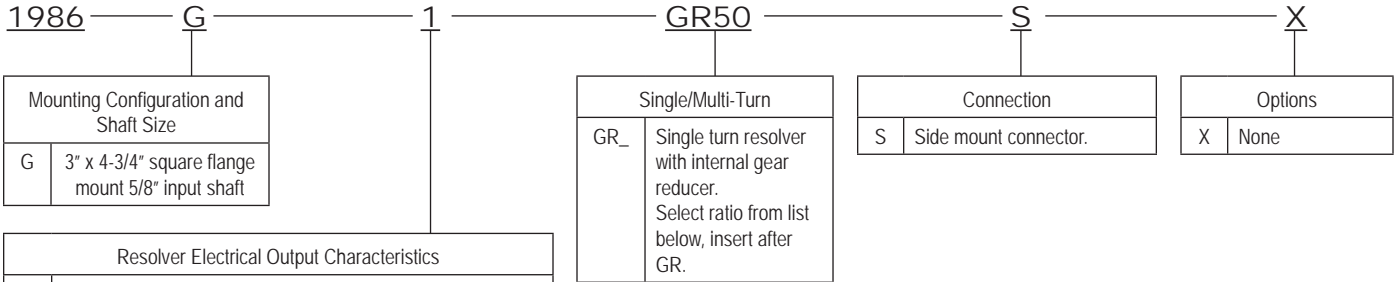 1986 G 1 GR50 S X
Mounting Configuration and
Shaft Size
G 3" x 4-3/4" square flange
mount 5/8" input shaft
Single/Multi-Turn
GR_ Single turn resolver
with internal gear
reducer.
Select ratio from list
below, insert after
GR.
Connection
S Side mount connector.
Options
X None
Resolver Electrical Output Characteristics